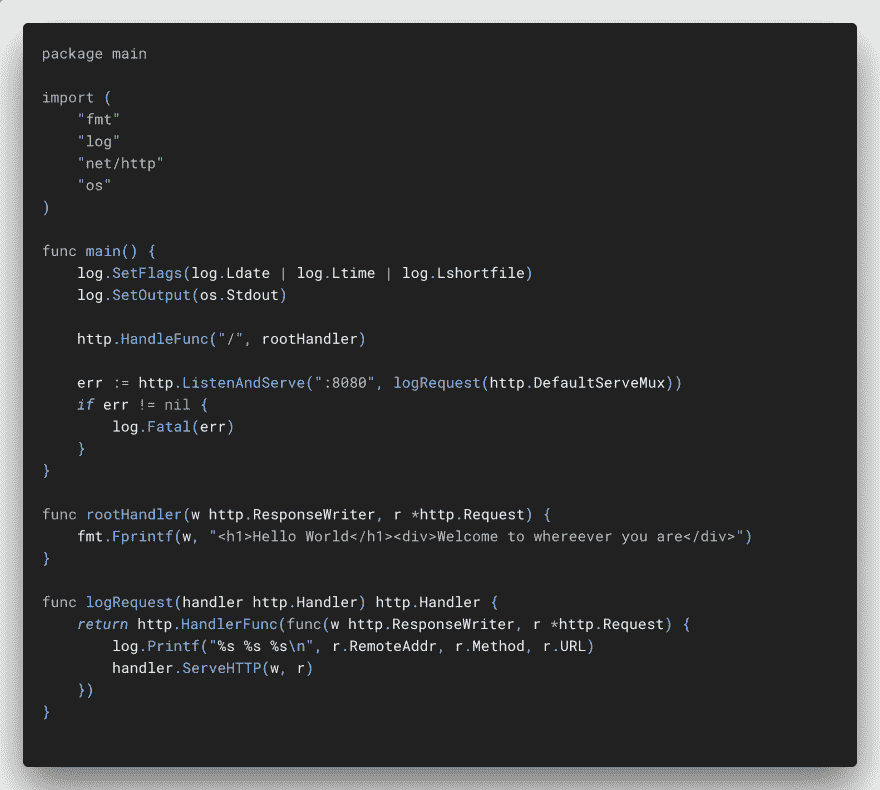 package main

import (
    "fmt"
    "log"
    "net/http"
    "os"
)

func main() {
    log.SetFlags(log.Ldate | log.Ltime | log.Lshortfile)
    log.SetOutput(os.Stdout)

    http.HandleFunc("/", rootHandler)

    err := http.ListenAndServe(":8080", logRequest(http.DefaultServeMux))
    if err != nil {
        log.Fatal(err)
    }
}

func rootHandler(w http.ResponseWriter, r *http.Request) {
    fmt.Fprintf(w, "<h1>Hello World</h1><div>Welcome to whereever you are</div>")
}

func logRequest(handler http.Handler) http.Handler {
    return http.HandlerFunc(func(w http.ResponseWriter, r *http.Request) {
        log.Printf("%s %s %s\n", r.RemoteAddr, r.Method, r.URL)
        handler.ServeHTTP(w, r)
    })
}